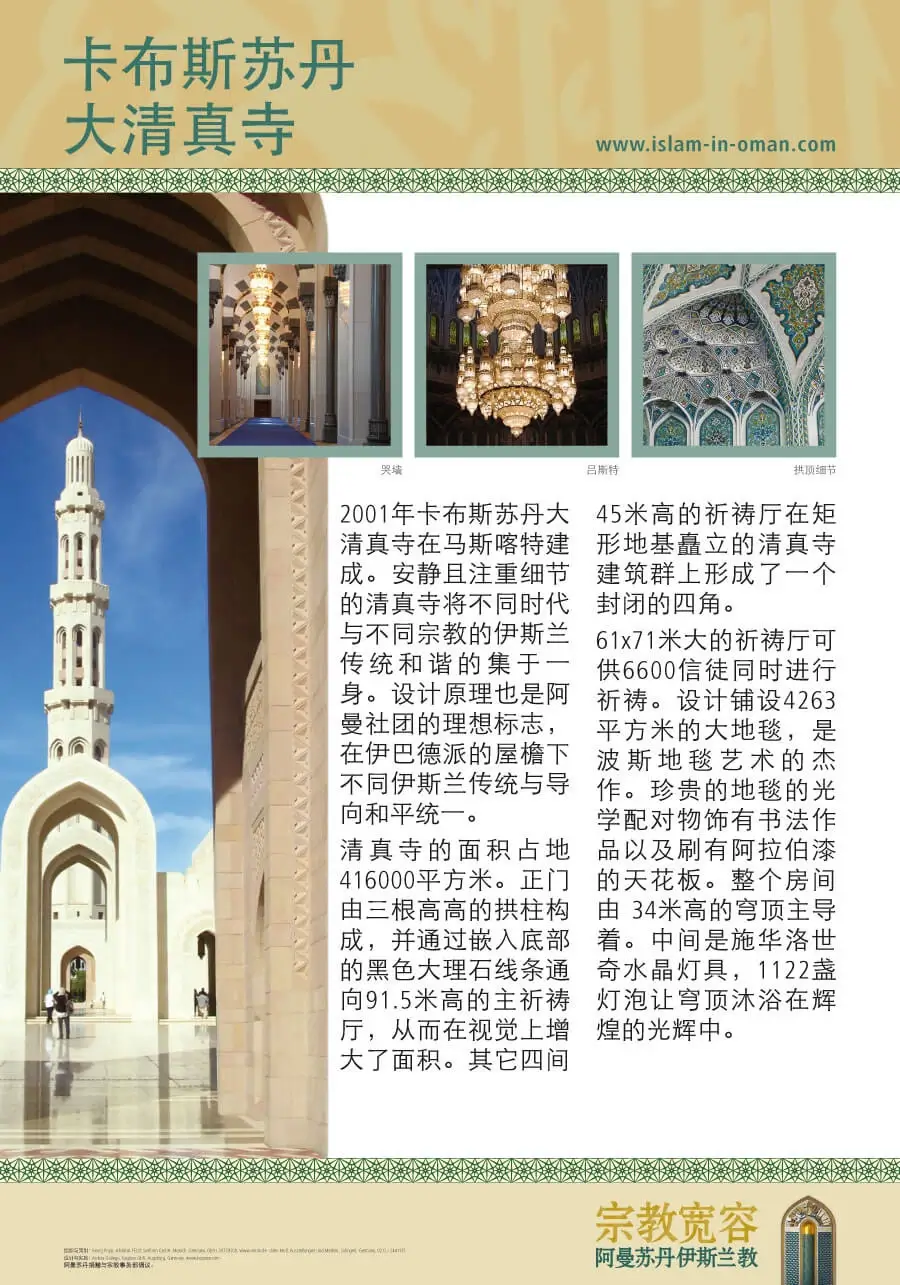 卡布斯苏丹
大清真寺
www.islam-in-oman.com
哭墙
吕斯特
拱顶细节
2001年卡布斯苏丹大
清真寺在马斯喀特建
成。安静且注重细节
的清真寺将不同时代
与不同宗教的伊斯兰
传统和谐的集于一
身。设计原理也是阿
曼社团的理想标志，
在伊巴德派的屋檐下
不同伊斯兰传统与导
向和平统一。
清真寺的面积占地
416000平方米。正门
由三根高高的拱柱构
成，并通过嵌入底部
的黑色大理石线条通
向91.5米高的主祈祷
厅，从而在视觉上增
大了面积。其它四间
45米高的祈祷厅在矩
形地基矗立的清真寺
建筑群上形成了一个
封闭的四角。
61x71米大的祈祷厅可
供6600信徒同时进行
祈祷。设计铺设4263
平方米的大地毯，是
波斯地毯艺术的杰
作。珍贵的地毯的光
学配对物饰有书法作
品以及刷有阿拉伯漆
的天花板。整个房间
由 34米高的穹顶主导
着。中间是施华洛世
奇水晶灯具，1122盏
灯泡让穹顶沐浴在辉
煌的光辉中。
宗教宽容
阿曼苏丹伊斯兰教